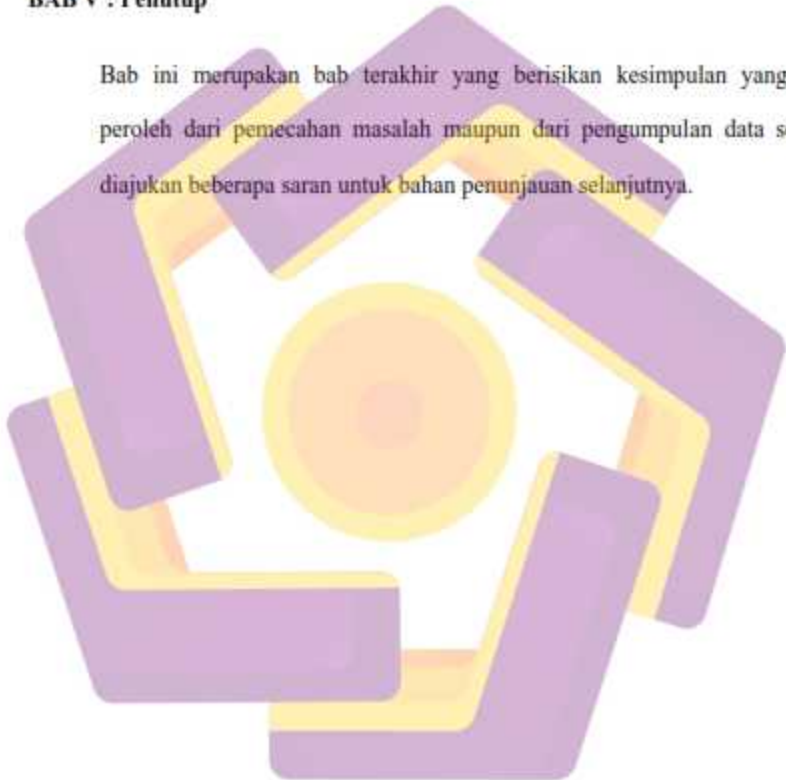 BAB V : Penutup
Bab ini merupakan bab terakhir yang berisikan kesimpulan yang
peroleh dari pemecahan masalah maupun dari pengumpulan data
diajukan beberapa saran untuk bahan penunjauan selanjutnya.